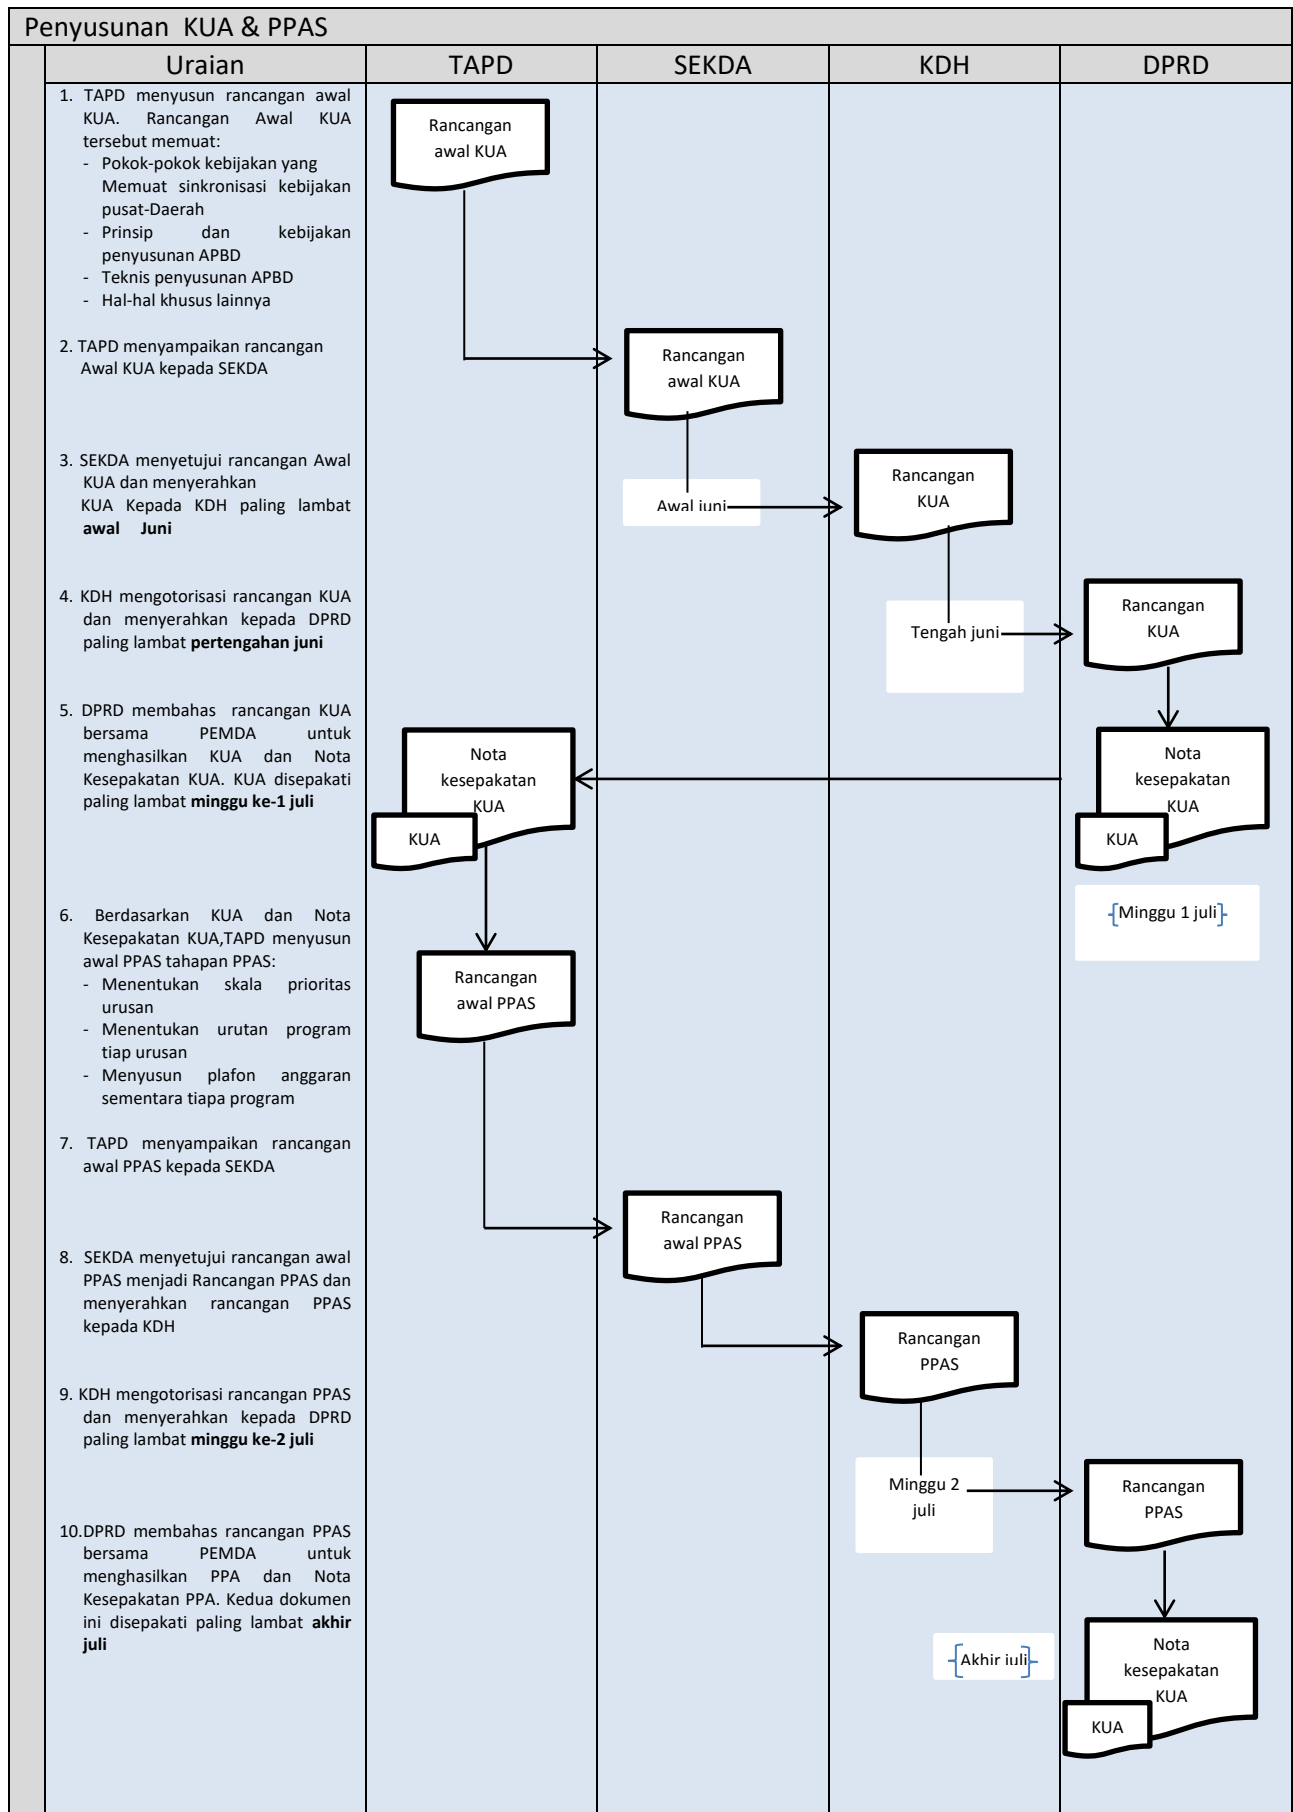 Penyusunan KUA & PPAS
Uraian
TAPD
SEKDA
KDH
DPRD
1. TAPD menyusun rancangan awal
KUA. Rancangan Awal KUA
tersebut memuat:
- Pokok-pokok kebijakan yang
Memuat sinkronisasi kebijakan
pusat-Daerah
- Prinsip dan kebijakan
penyusunan APBD
- Teknis penyusunan APBD
- Hal-hal khusus lainnya
Rancangan
awal KUA
2. TAPD menyampaikan rancangan
Awal KUA kepada SEKDA
Rancangan
awal KUA
3. SEKDA menyetujui rancangan Awal
KUA dan menyerahkan
KUA Kepada KDH paling lambat
awal Juni
Awal juni
Rancangan
KUA
4. KDH mengotorisasi rancangan KUA
dan menyerahkan kepada DPRD
paling lambat pertengahan juni
Tengah juni
Rancangan
KUA
5. DPRD membahas rancangan KUA
bersama PEMDA untuk
menghasilkan KUA dan Nota
Kesepakatan KUA. KUA disepakati
paling lambat minggu ke-1 juli
Nota
kesepakatan
KUA
KUA
Nota
kesepakatan
KUA
KUA
Minggu 1 juli
6. Berdasarkan KUA dan Nota
Kesepakatan KUA,TAPD menyusun
awal PPAS tahapan PPAS:
- Menentukan skala prioritas
urusan
- Menentukan urutan program
tiap urusan
- Menyusun plafon anggaran
sementara tiapa program
Rancangan
awal PPAS
7. TAPD menyampaikan rancangan
awal PPAS kepada SEKDA
Rancangan
awal PPAS
8. SEKDA menyetujui rancangan awal
PPAS menjadi Rancangan PPAS dan
menyerahkan rancangan PPAS
kepada KDH
Rancangan
PPAS
9. KDH mengotorisasi rancangan PPAS
dan menyerahkan kepada DPRD
paling lambat minggu ke-2 juli
Minggu 2
juli
Rancangan
PPAS
10.DPRD membahas rancangan PPAS
bersama PEMDA untuk
menghasilkan PPA dan Nota
Kesepakatan PPA. Kedua dokumen
ini disepakati paling lambat akhir
juli
Akhir juli
Nota
kesepakatan
KUA
KUA